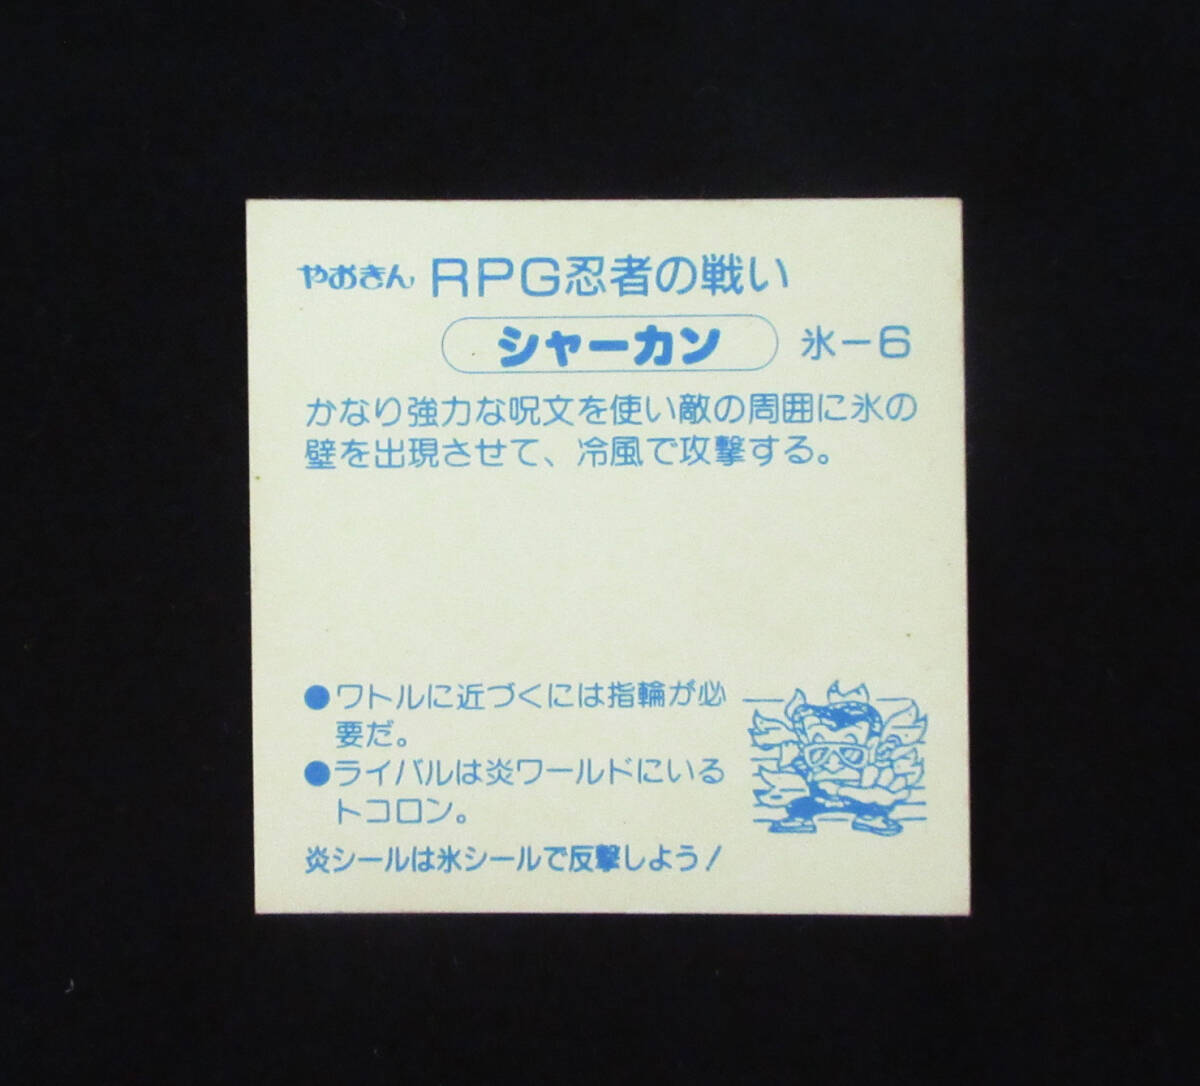 やおきん RPG忍者の戦い
シャーカン 氷-6
かなり強力な呪文を使い敵の周囲に氷の
壁を出現させて、冷風で攻撃する。
●ワトルに近づくには指輪が必
要だ。
●ライバルは炎ワールドにいる
トコロン。
炎シールは氷シールで反撃しよう!